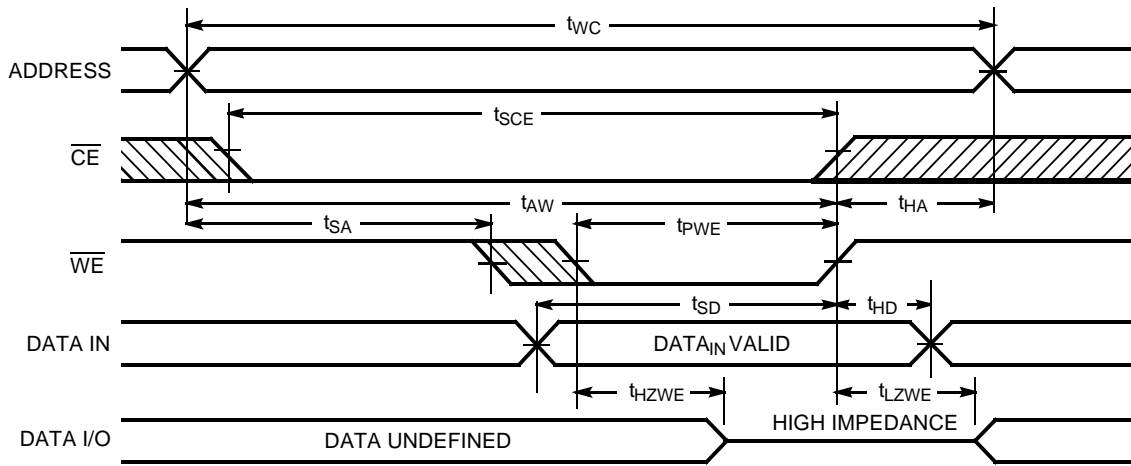 tWC
ADDRESS
tSCE
CE
tAW
tHA
tSA
tPWE
WE
tSD
tHD
DATA IN
DATAIN VALID
tHZWE
tLZWE
HIGH IMPEDANCE
DATA I/O
DATA UNDEFINED